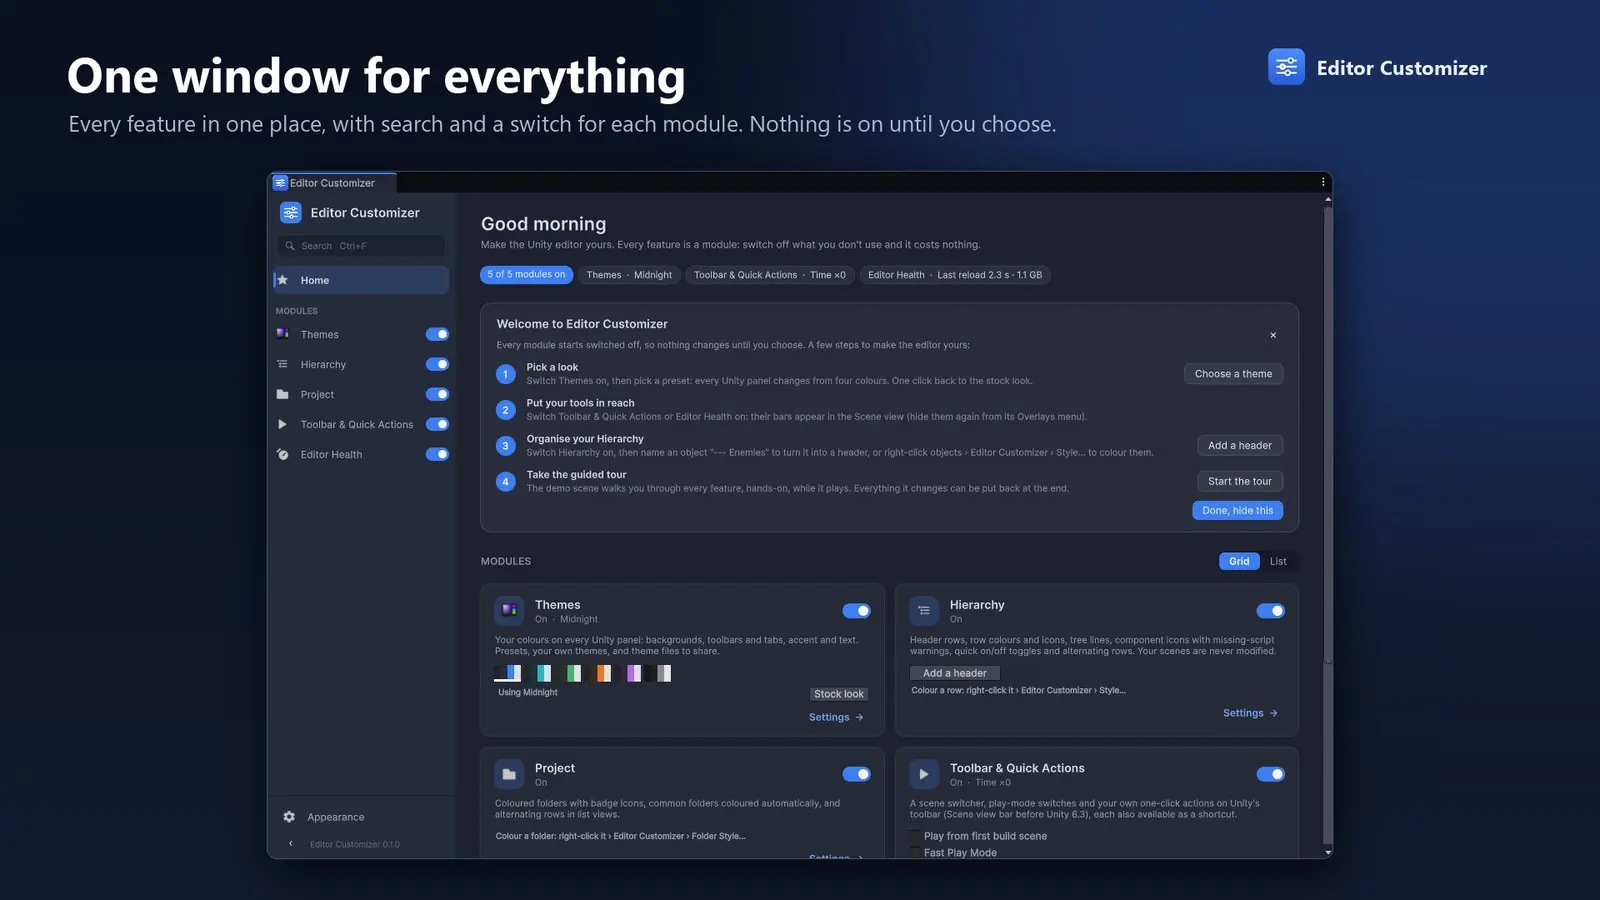 One window for everything
Every feature in one place, with search and a switch for each module. Nothing is on until you choose.
Editor Customizer
Editor Customizer
Editor Customizer
Search Ctrl+F
Home
MODULES
Themes
Hierarchy
Project
Toolbar & Quick Actions
Editor Health
Appearance
Editor Customizer 0.1.0
Good morning
Make the Unity editor yours. Every feature is a module: switch off what you don't use and it costs nothing.
5 of 5 modules on
Themes · Midnight
Toolbar & Quick Actions · Time ×0
Editor Health · Last reload 2.3 s · 1.1 GB
Welcome to Editor Customizer
Every module starts switched off, so nothing changes until you choose. A few steps to make the editor yours:
1
Pick a look
Switch Themes on, then pick a preset: every Unity panel changes from four colours. One click back to the stock look.
Choose a theme
2
Put your tools in reach
Switch Toolbar & Quick Actions or Editor Health on: their bars appear in the Scene view (hide them again from its Overlays menu).
3
Organise your Hierarchy
Switch Hierarchy on, then name an object "--- Enemies" to turn it into a header, or right-click objects › Editor Customizer › Style... to colour them.
Add a header
4
Take the guided tour
The demo scene walks you through every feature, hands-on, while it plays. Everything it changes can be put back at the end.
Start the tour
Done, hide this
MODULES
Grid
List
Themes
On · Midnight
Your colours on every Unity panel: backgrounds, toolbars and tabs, accent and text.
Presets, your own themes, and theme files to share.
Using Midnight
Stock look
Settings →
Hierarchy
On
Header rows, row colours and icons, tree lines, component icons with missing-script
warnings, quick on/off toggles and alternating rows. Your scenes are never modified.
Add a header
Colour a row: right-click it › Editor Customizer › Style...
Settings →
Project
On
Coloured folders with badge icons, common folders coloured automatically, and
alternating rows in list views.
Colour a folder: right-click it › Editor Customizer › Folder Style...
Settings →
Toolbar & Quick Actions
On · Time ×0
A scene switcher, play-mode switches and your own one-click actions on Unity's
toolbar (Scene view bar before Unity 6.3), each also available as a shortcut.
Play from first build scene
Fast Play Mode